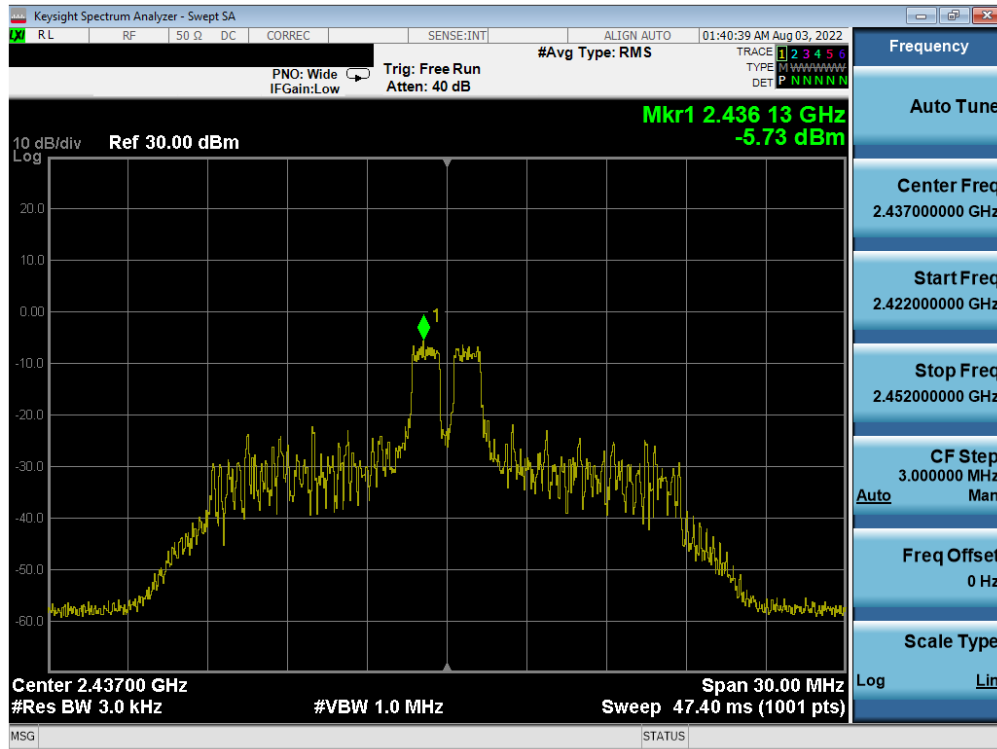 Keysight Spectrum Analyzer - Swept SA
LXI RL RF 50 Ω DC CORREC SENSE:INT ALIGN AUTO 01:40:39 AM Aug 03, 2022
PNO: Wide
IFGain:Low
Trig: Free Run
Atten: 40 dB
#Avg Type: RMS
TRACE 1 2 3 4 5 6
TYPE M W W W W W
DET P N N N N N
Mkr1 2.436 13 GHz
-5.73 dBm
10 dB/div Ref 30.00 dBm
Log
20.0
10.0
0.00
-10.0
-20.0
-30.0
-40.0
-50.0
-60.0
1
Center 2.43700 GHz Span 30.00 MHz
#Res BW 3.0 kHz #VBW 1.0 MHz Sweep 47.40 ms (1001 pts)
MSG STATUS
Frequency
Auto Tune
Center Freq
2.437000000 GHz
Start Freq
2.422000000 GHz
Stop Freq
2.452000000 GHz
CF Step
3.000000 MHz
Auto Man
Freq Offset
0 Hz
Scale Type
Log Lin